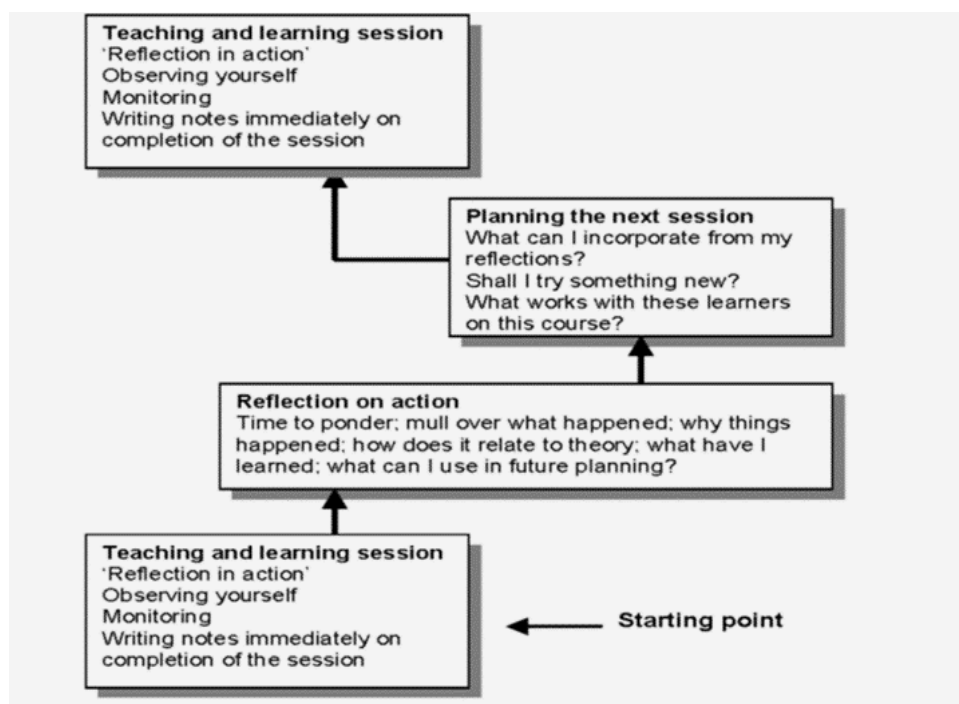 Teaching and learning session
‘Reflection in action’
Observing yourself
Monitoring
Writing notes immediately on
completion of the session
Planning the next session
What can I incorporate from my
reflections?
Shall I try something new?
What works with these learners
on this course?
Reflection on action
Time to ponder; mull over what happened; why things
happened; how does it relate to theory; what have I
learned; what can I use in future planning?
Teaching and learning session
‘Reflection in action’
Observing yourself
Monitoring
Writing notes immediately on
completion of the session
Starting point